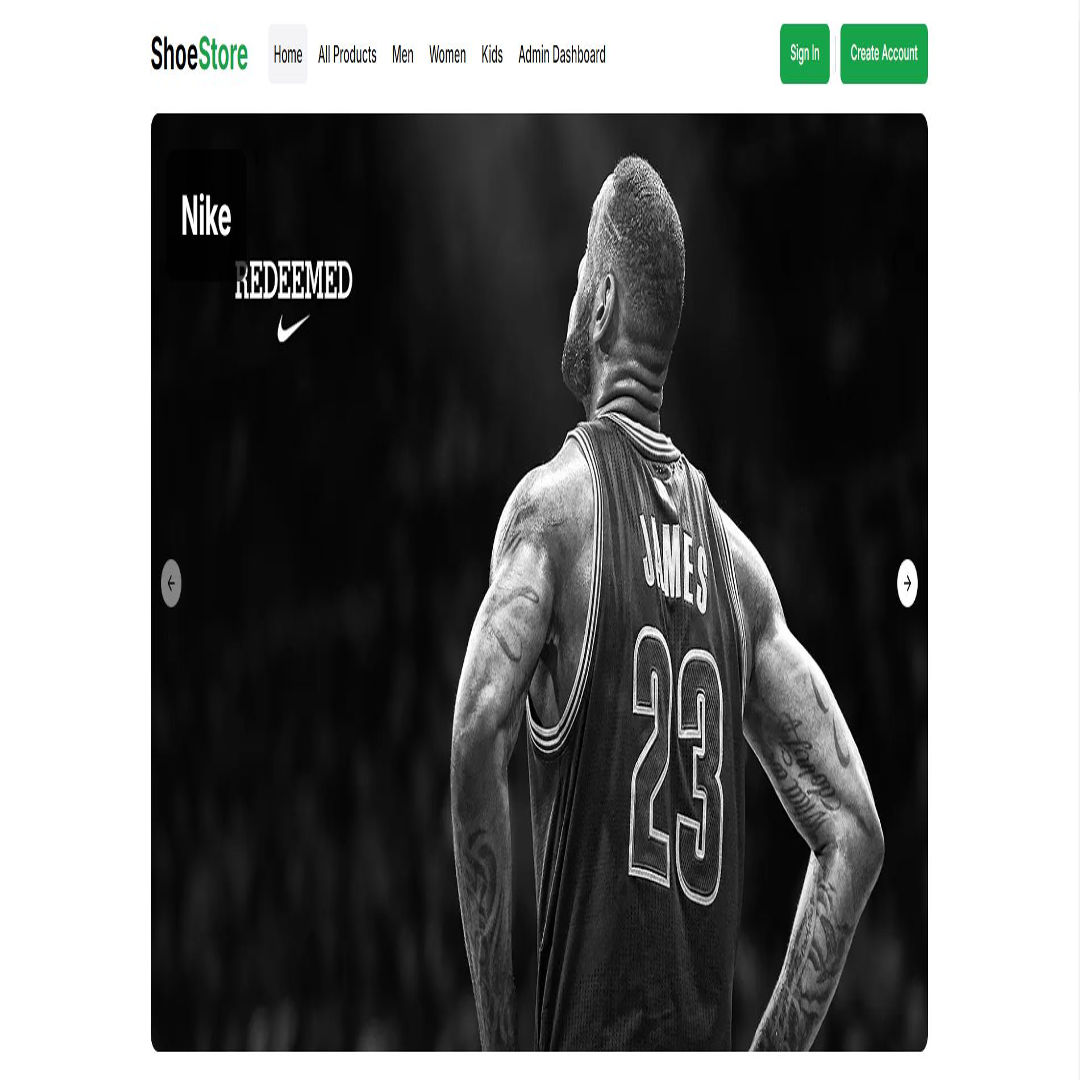 ShoeStore Home All Products Men Women Kids Admin Dashboard Sign In Create Account
Nike
REDEEMED
JAMES
23